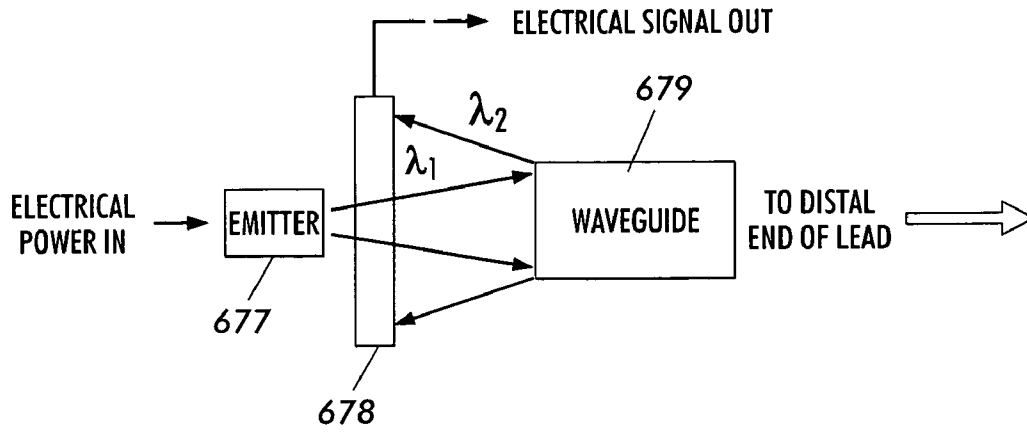 ELECTRICAL SIGNAL OUT
679
λ2
λ1
ELECTRICAL
POWER IN
EMITTER
WAVEGUIDE
TO DISTAL
END OF LEAD
677
678